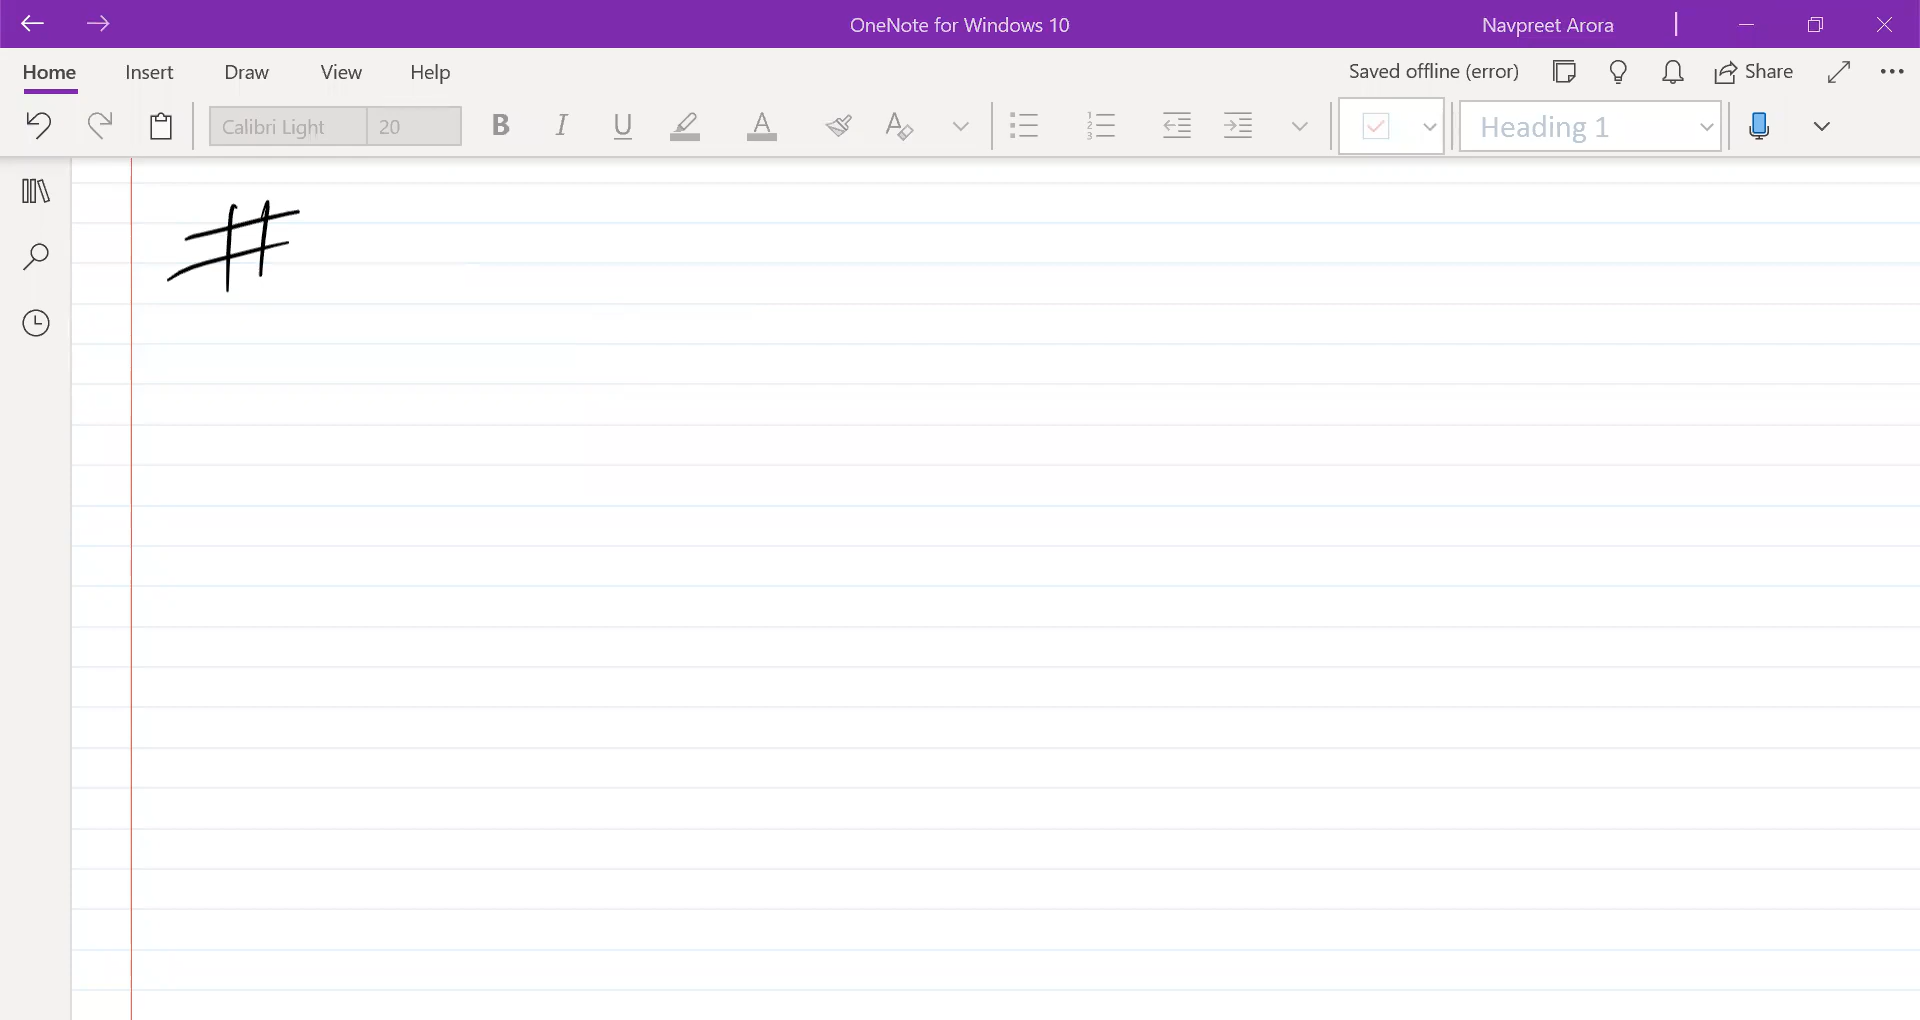 OneNote for Windows 10 Navpreet Arora
Home Insert Draw View Help Saved offline (error) Share
Calibri Light 20 B I U A A Heading 1
#